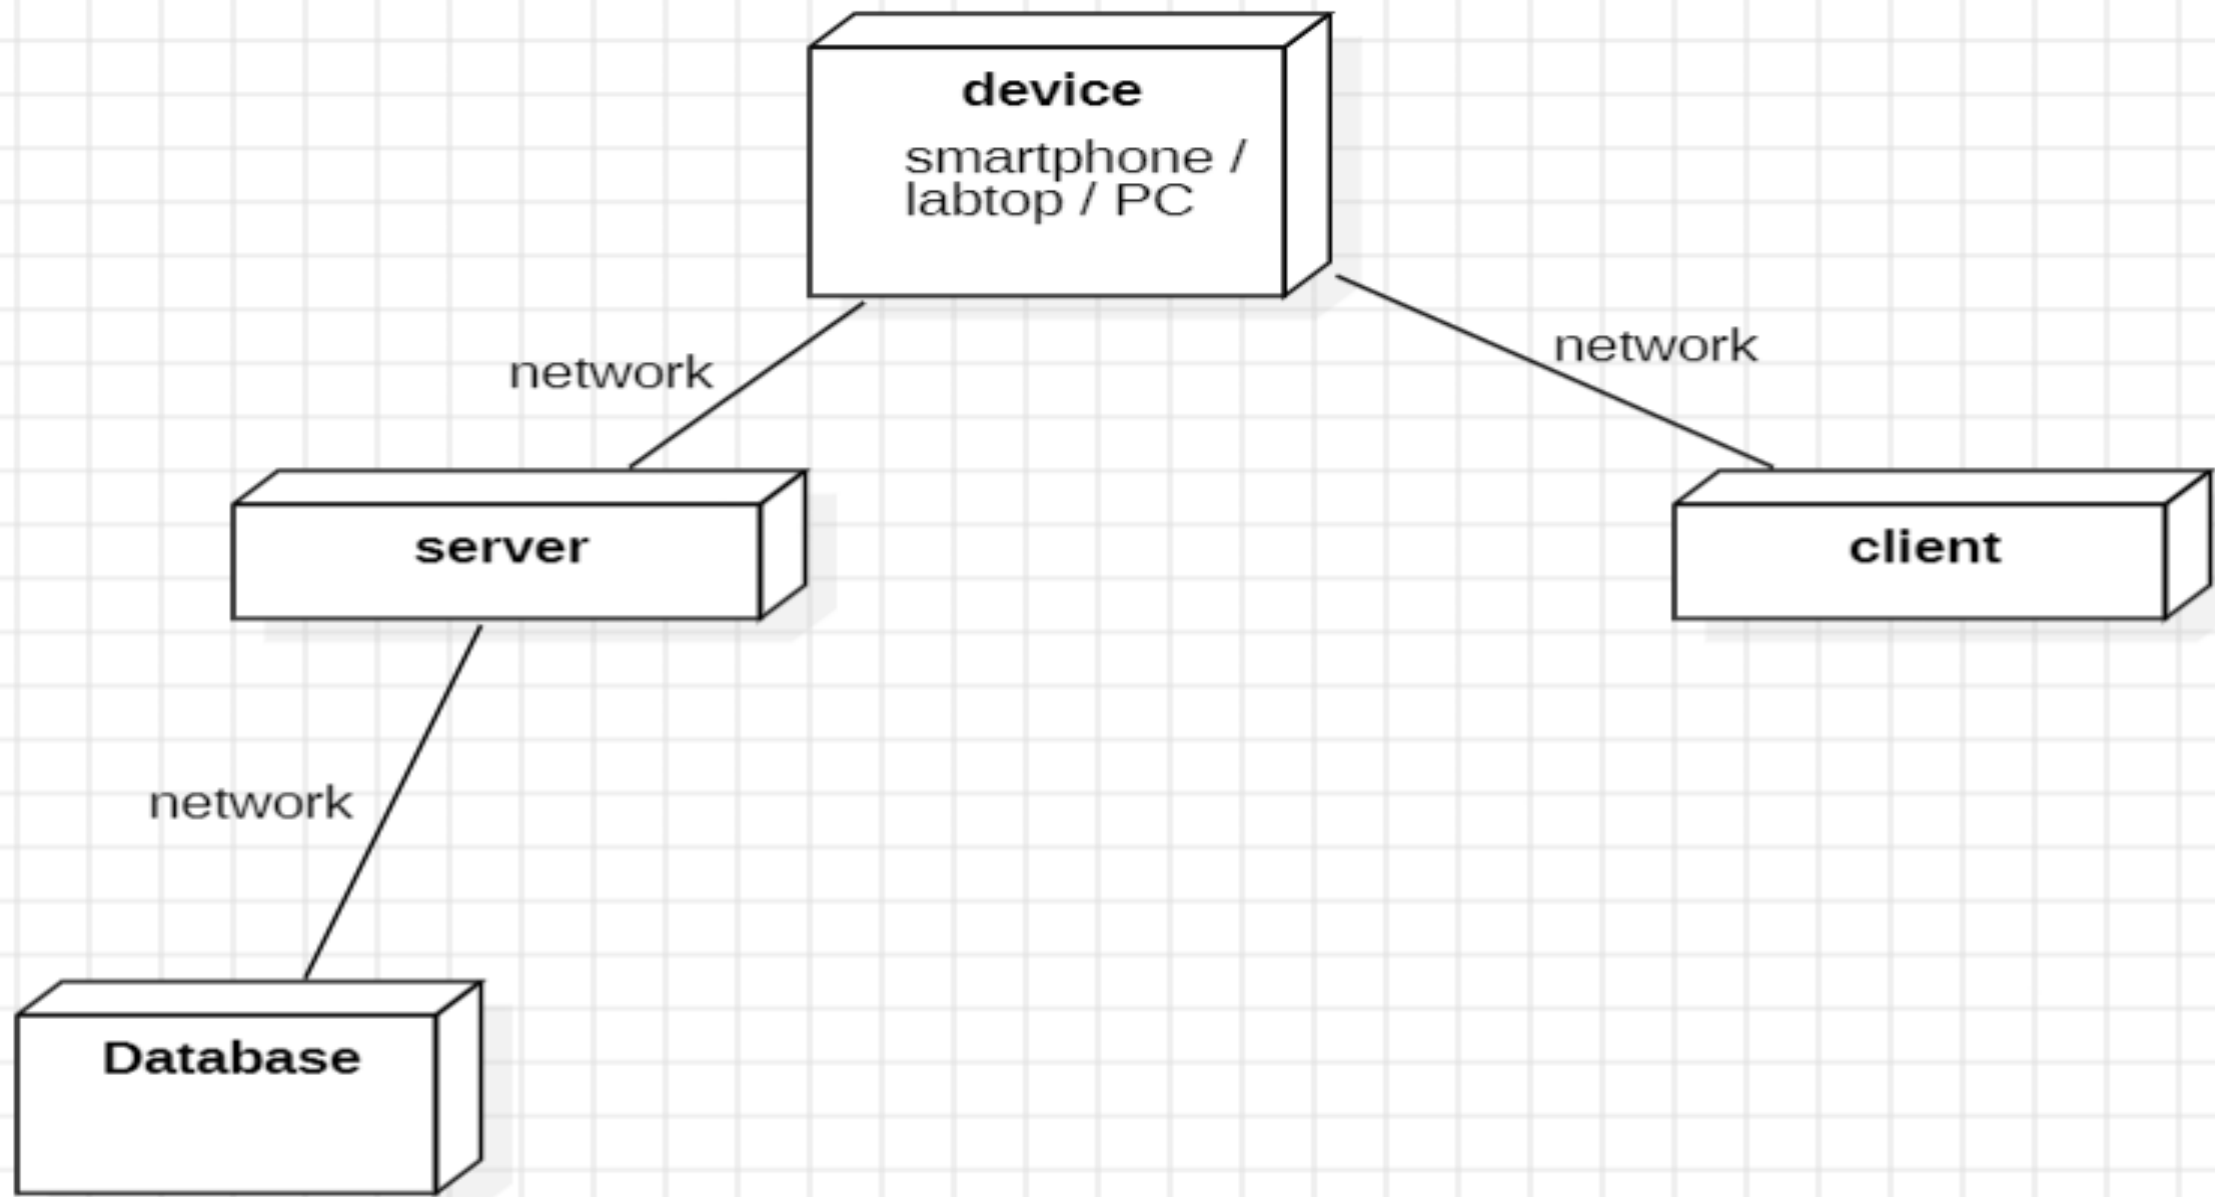 device
smartphone /
labtop / PC
network
network
server
client
network
Database